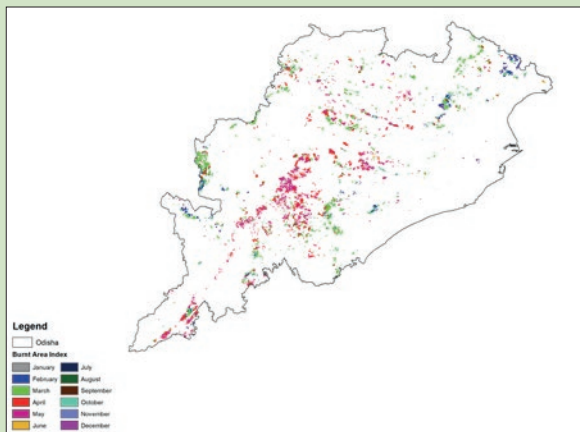 Legend
Odisha
Burnt Area Index
January July
February August
March September
April October
May November
June December